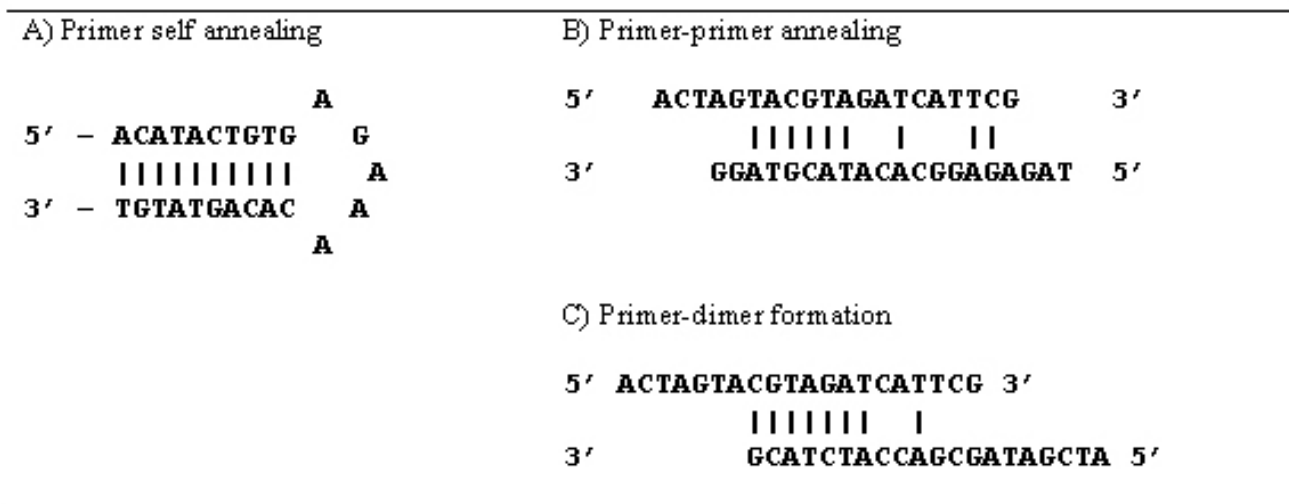 A) Primer self annealing
A
5′ – ACATACTGTG G
A
3′ – TGTATGACAC A
A
B) Primer-primer annealing
5′ ACTAGTACGTAGATCATTCG 3′
|||||| | ||
3′ GGATGCATACACGGAGAGAT 5′
C) Primer-dimer formation
5′ ACTAGTACGTAGATCATTCG 3′
||||||| |
3′ GCATCTACCAGCGATAGCTA 5′